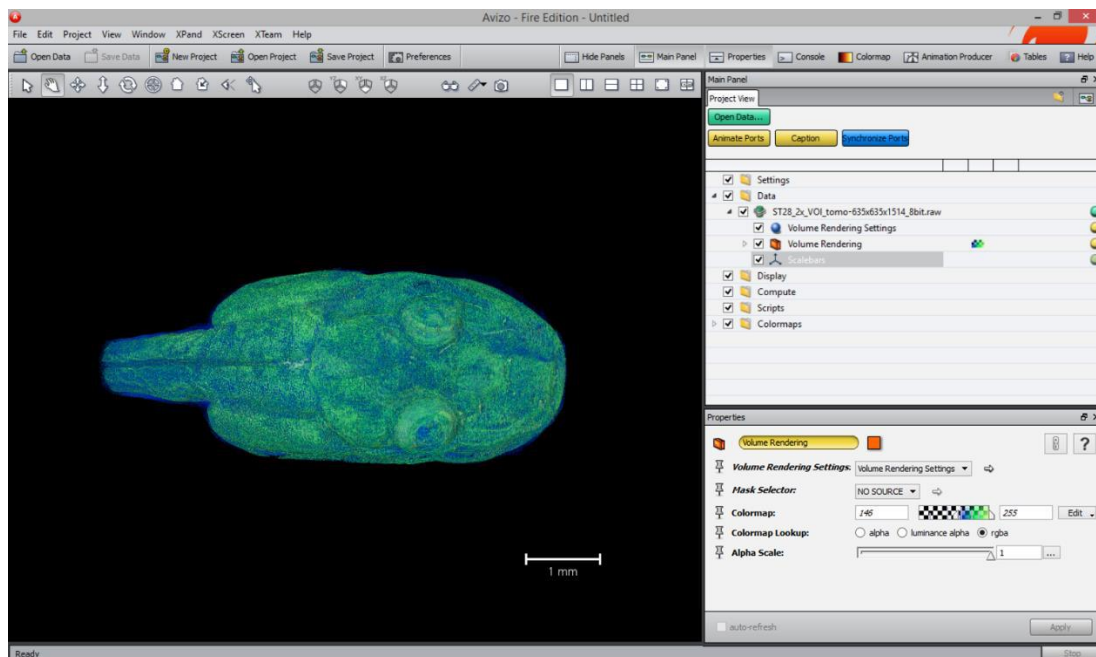 Avizo - Fire Edition - Untitled
File Edit Project View Window XPand XScreen XTeam Help
Open Data Save Data New Project Open Project Save Project Preferences Hide Panels Main Panel Properties Console Colormap Animation Producer Tables Help
Main Panel
Project View
Open Data...
Animate Ports Caption Synchronize Ports
Settings
Data
ST28_2x_VOI_tomo-635x635x1514_8bit.raw
Volume Rendering Settings
Volume Rendering
Scalebars
Display
Compute
Scripts
Colormaps
Properties
Volume Rendering ?
Volume Rendering Settings: Volume Rendering Settings
Mask Selector: NO SOURCE
Colormap: 146 255 Edit
Colormap Lookup: alpha luminance alpha rgba
Alpha Scale: 1 ...
1 mm
auto-refresh Apply
Ready Stop